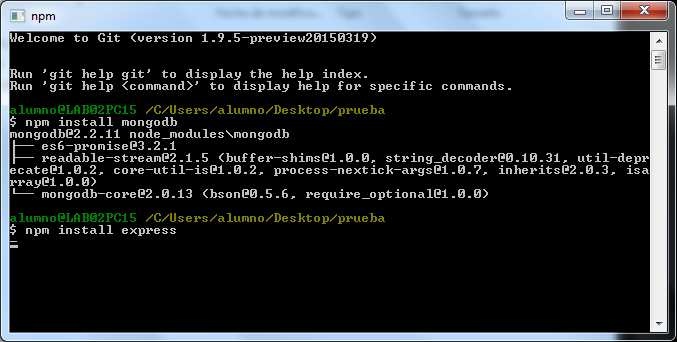 Fecha de modifica... Tipo Tamaño
npm
Welcome to Git (version 1.9.5-preview20150319)
Run 'git help git' to display the help index.
Run 'git help <command>' to display help for specific commands.
alumno@LAB02PC15 /C/Users/alumno/Desktop/prueba
$ npm install mongodb
mongodb@2.2.11 node_modules\mongodb
├── es6-promise@3.2.1
├── readable-stream@2.1.5 (buffer-shims@1.0.0, string_decoder@0.10.31, util-depr
ecate@1.0.2, core-util-is@1.0.2, process-nextick-args@1.0.7, inherits@2.0.3, isa
rray@1.0.0)
└── mongodb-core@2.0.13 (bson@0.5.6, require_optional@1.0.0)
alumno@LAB02PC15 /C/Users/alumno/Desktop/prueba
$ npm install express
-